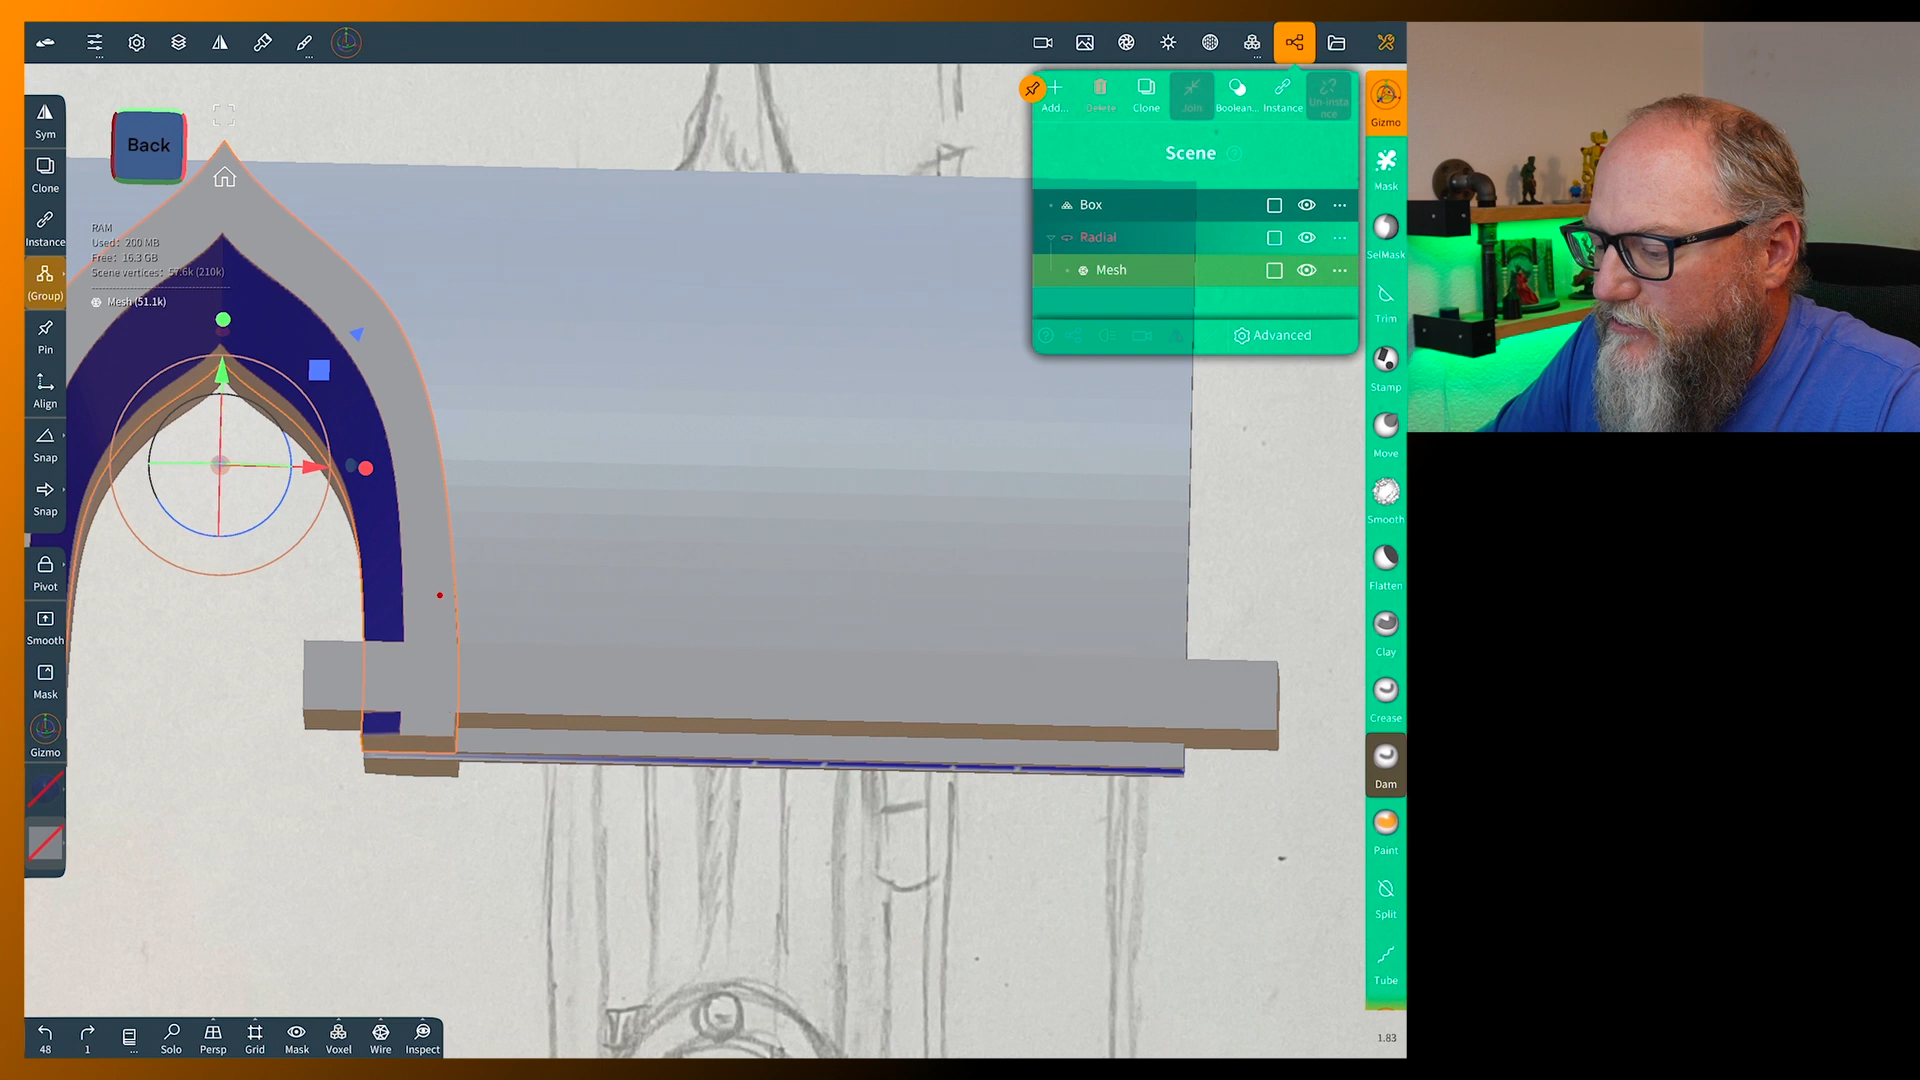 Sym
Clone
Instance
(Group)
Pin
Align
Snap
Snap
Pivot
Smooth
Mask
Gizmo
Back
RAM
Used: 200 MB
Free: 16.3 GB
Scene vertices: 57.6k (210k)
Mesh (51.1k)
Add...
Delete
Clone
Join
Boolean...
Instance
Un-insta
nce
Scene
Box
Radial
Mesh
Advanced
Gizmo
Mask
SelMask
Trim
Stamp
Move
Smooth
Flatten
Clay
Crease
Dam
Paint
Split
Tube
1.83
48
1
...
Solo
Persp
Grid
Mask
Voxel
Wire
Inspect